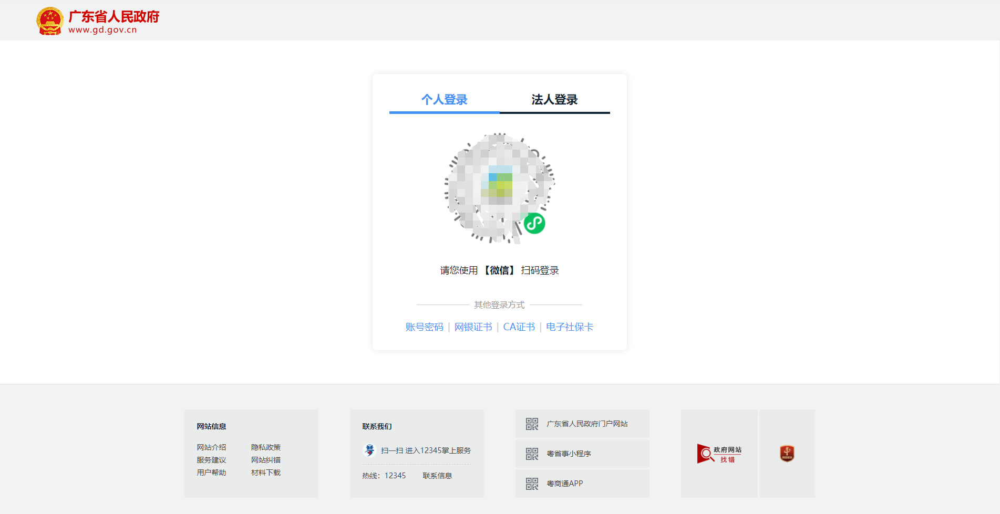 广东省人民政府
www.gd.gov.cn
个人登录
法人登录
请您使用【微信】扫码登录
其他登录方式
账号密码 | 网银证书 | CA证书 | 电子社保卡
网站信息
网站介绍 隐私政策
服务建议 网站纠错
用户帮助 材料下载
联系我们
扫一扫 进入12345掌上服务
热线：12345 联系信息
广东省人民政府门户网站
粤省事小程序
粤商通APP
政府网站
找错